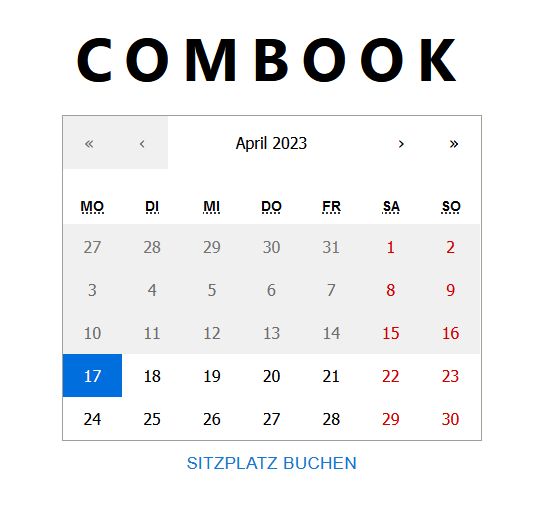 COMBOOK
« ‹ April 2023 › »
MO DI MI DO FR SA SO
27 28 29 30 31 1 2
3 4 5 6 7 8 9
10 11 12 13 14 15 16
17 18 19 20 21 22 23
24 25 26 27 28 29 30
SITZPLATZ BUCHEN